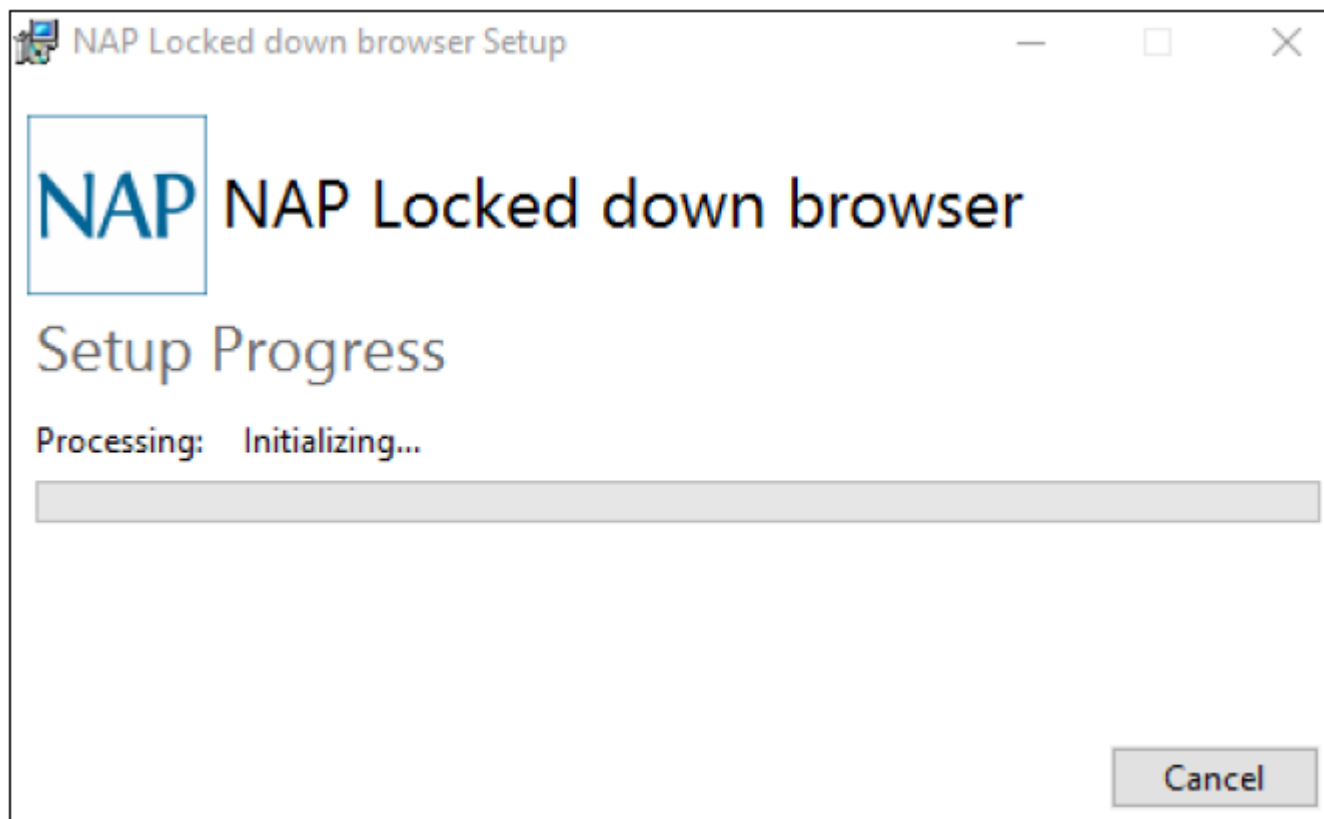 NAP Locked down browser Setup
NAP NAP Locked down browser
Setup Progress
Processing: Initializing...
Cancel